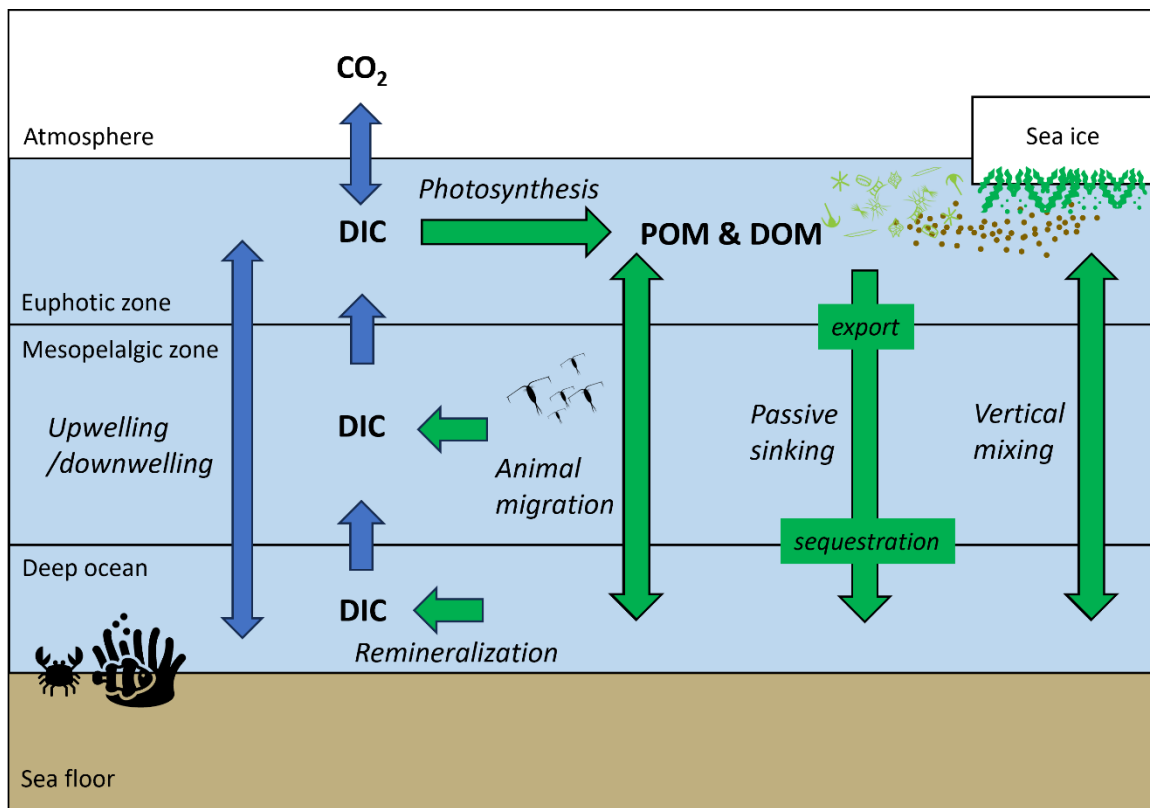 CO₂
Atmosphere
Sea ice
Photosynthesis
DIC
POM & DOM
Euphotic zone
export
Mesopelalgic zone
Upwelling
/downwelling
DIC
Animal
migration
Passive
sinking
Vertical
mixing
sequestration
Deep ocean
DIC
Remineralization
Sea floor